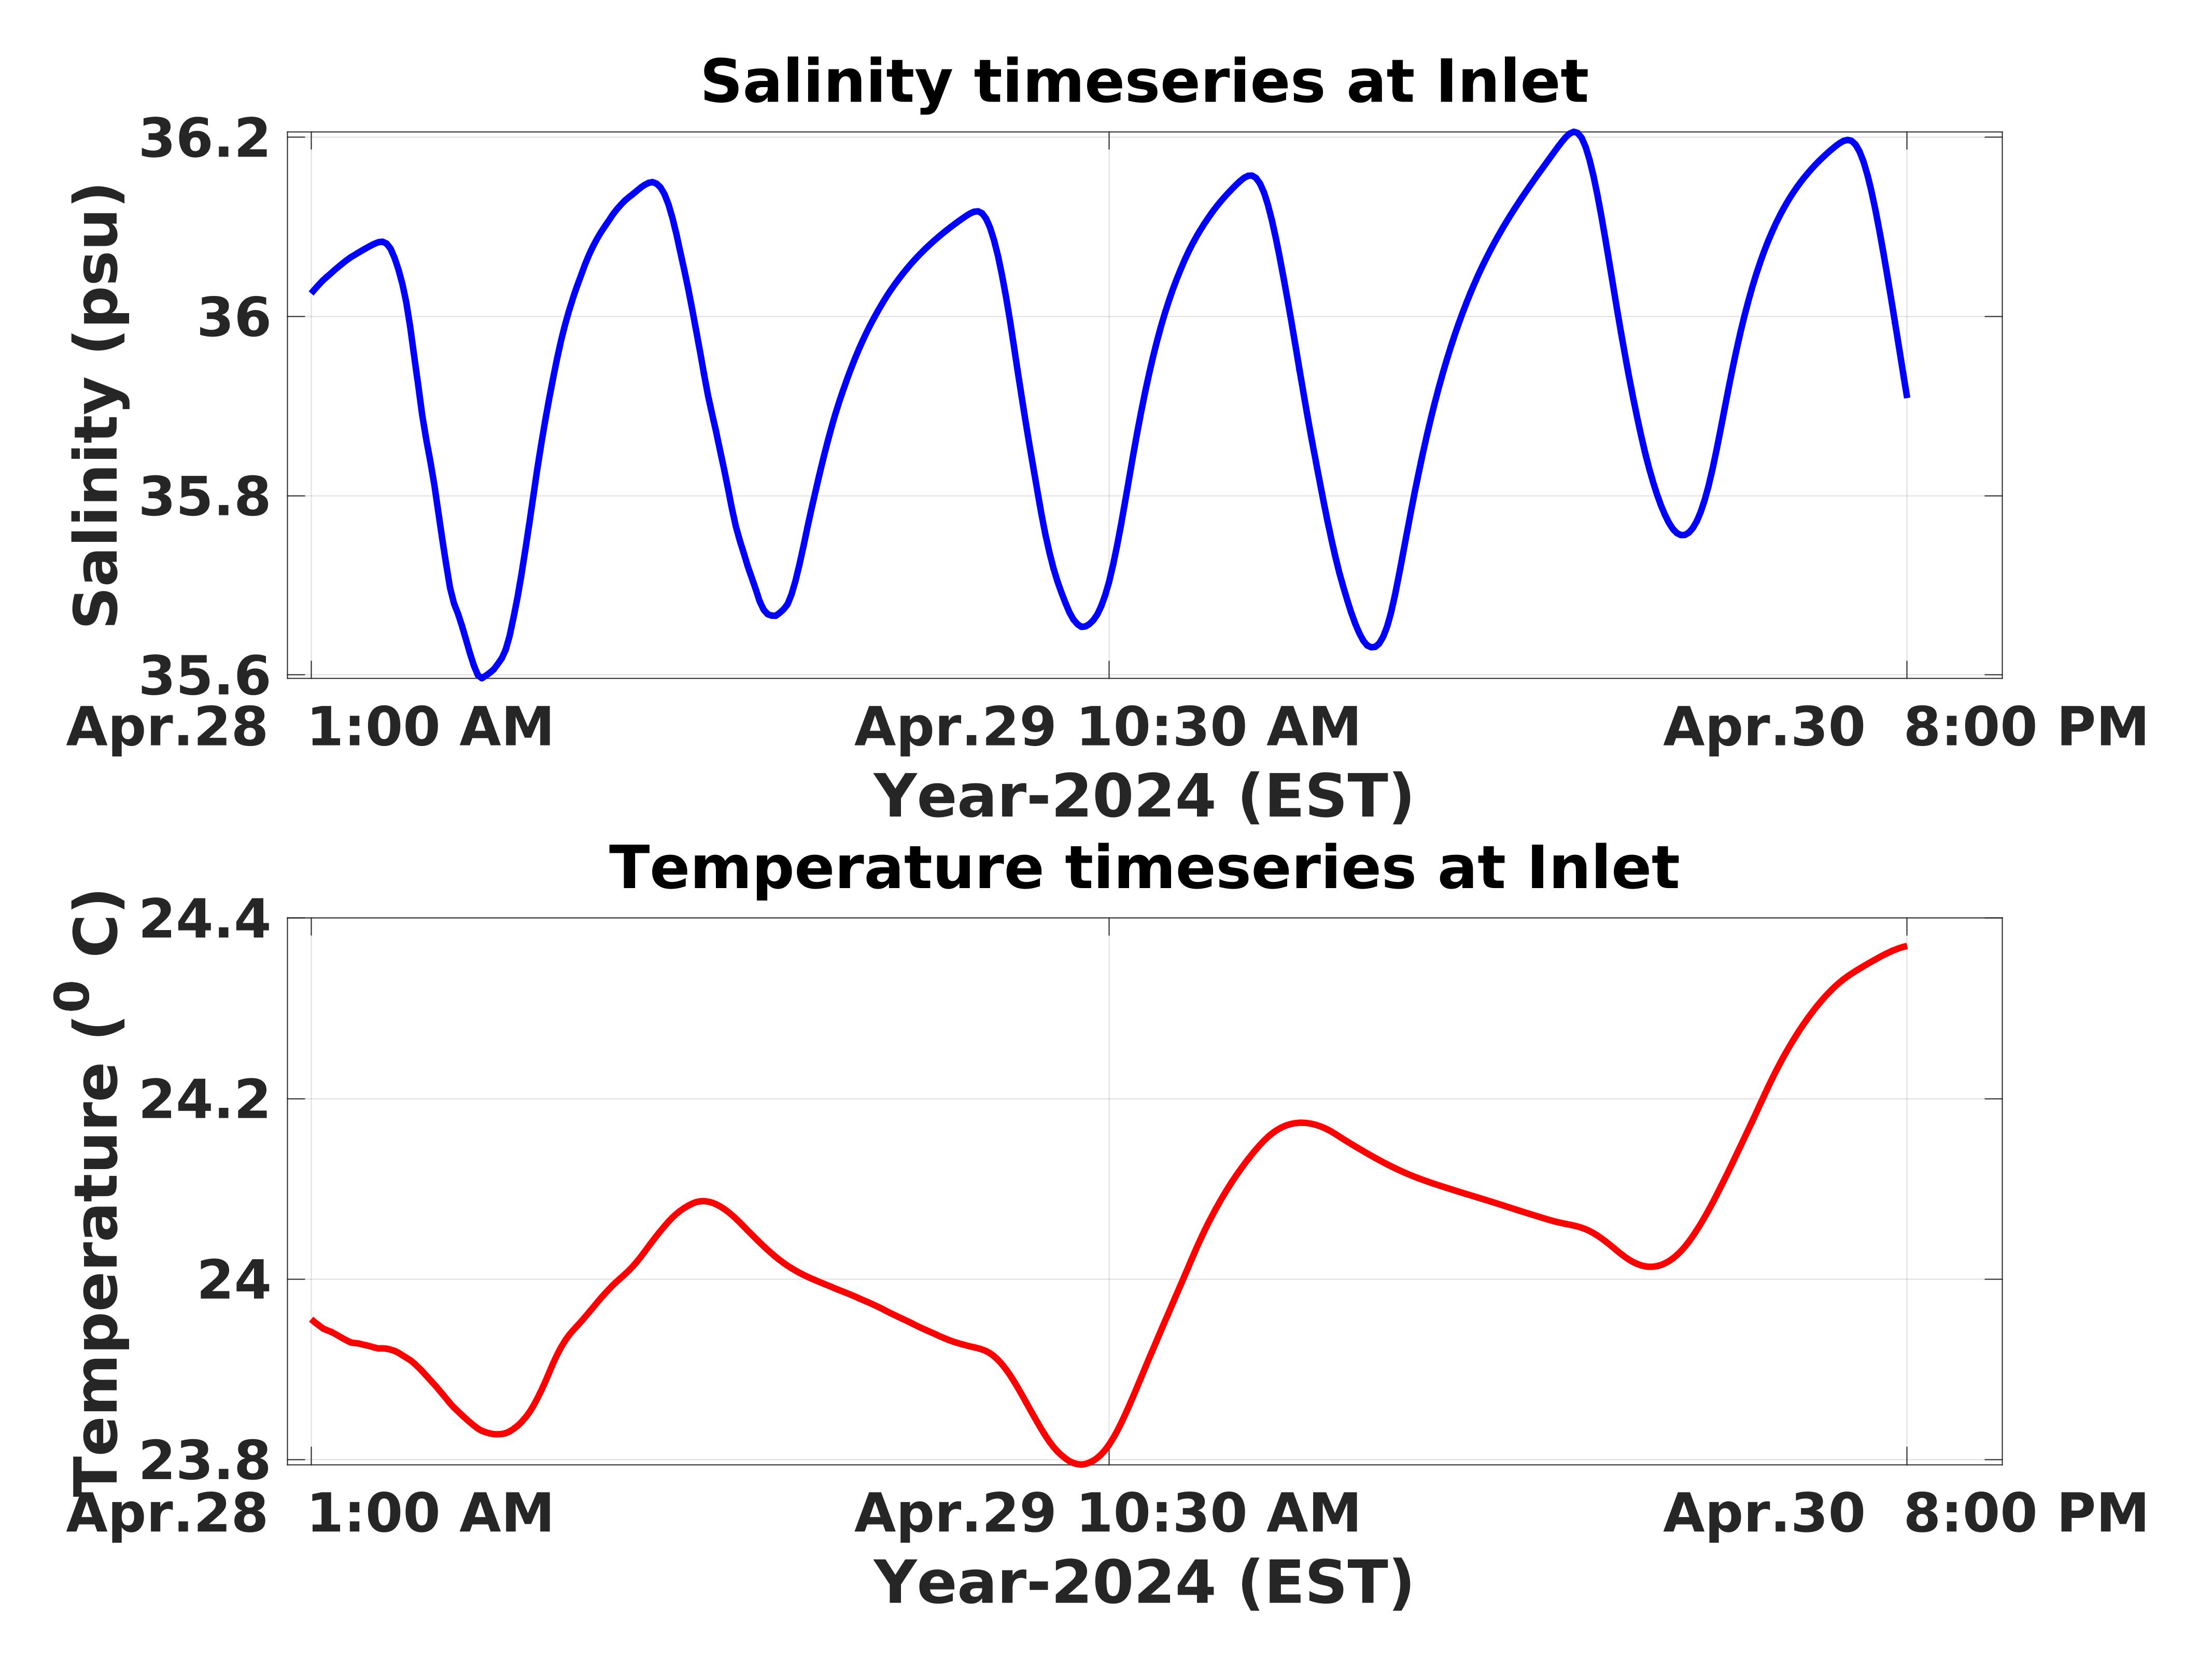 Salinity timeseries at Inlet
Salinity (psu)
36.2
36
35.8
35.6
Apr.28 1:00 AM
Apr.29 10:30 AM
Apr.30 8:00 PM
Year-2024 (EST)
Temperature timeseries at Inlet
Temperature (⁰ C)
24.4
24.2
24
23.8
Apr.28 1:00 AM
Apr.29 10:30 AM
Apr.30 8:00 PM
Year-2024 (EST)